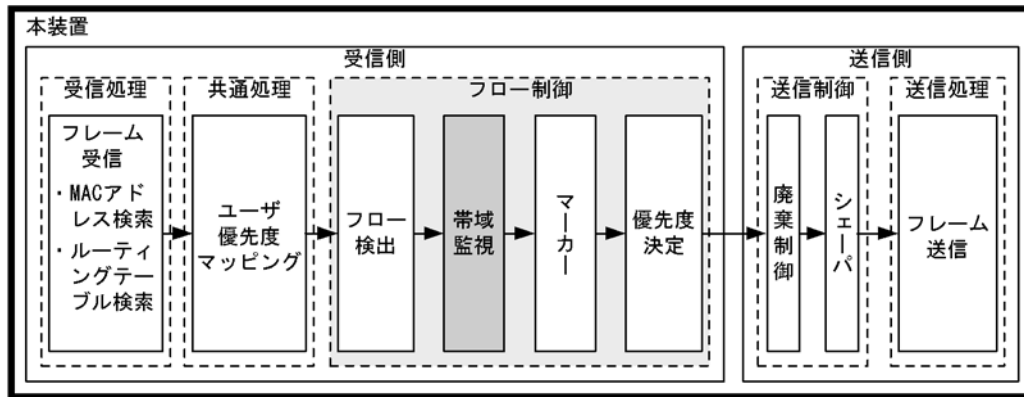 本装置
受信側
送信側
受信処理
共通処理
フロー制御
送信制御
送信処理
フレーム
受信
・MACアド
レス検索
・ルーティ
ングテー
ブル検索
ユーザ
優先度
マッピング
フロー
検出
帯域
監視
マーカー
優先度
決定
廃棄制御
シェーパ
フレーム
送信